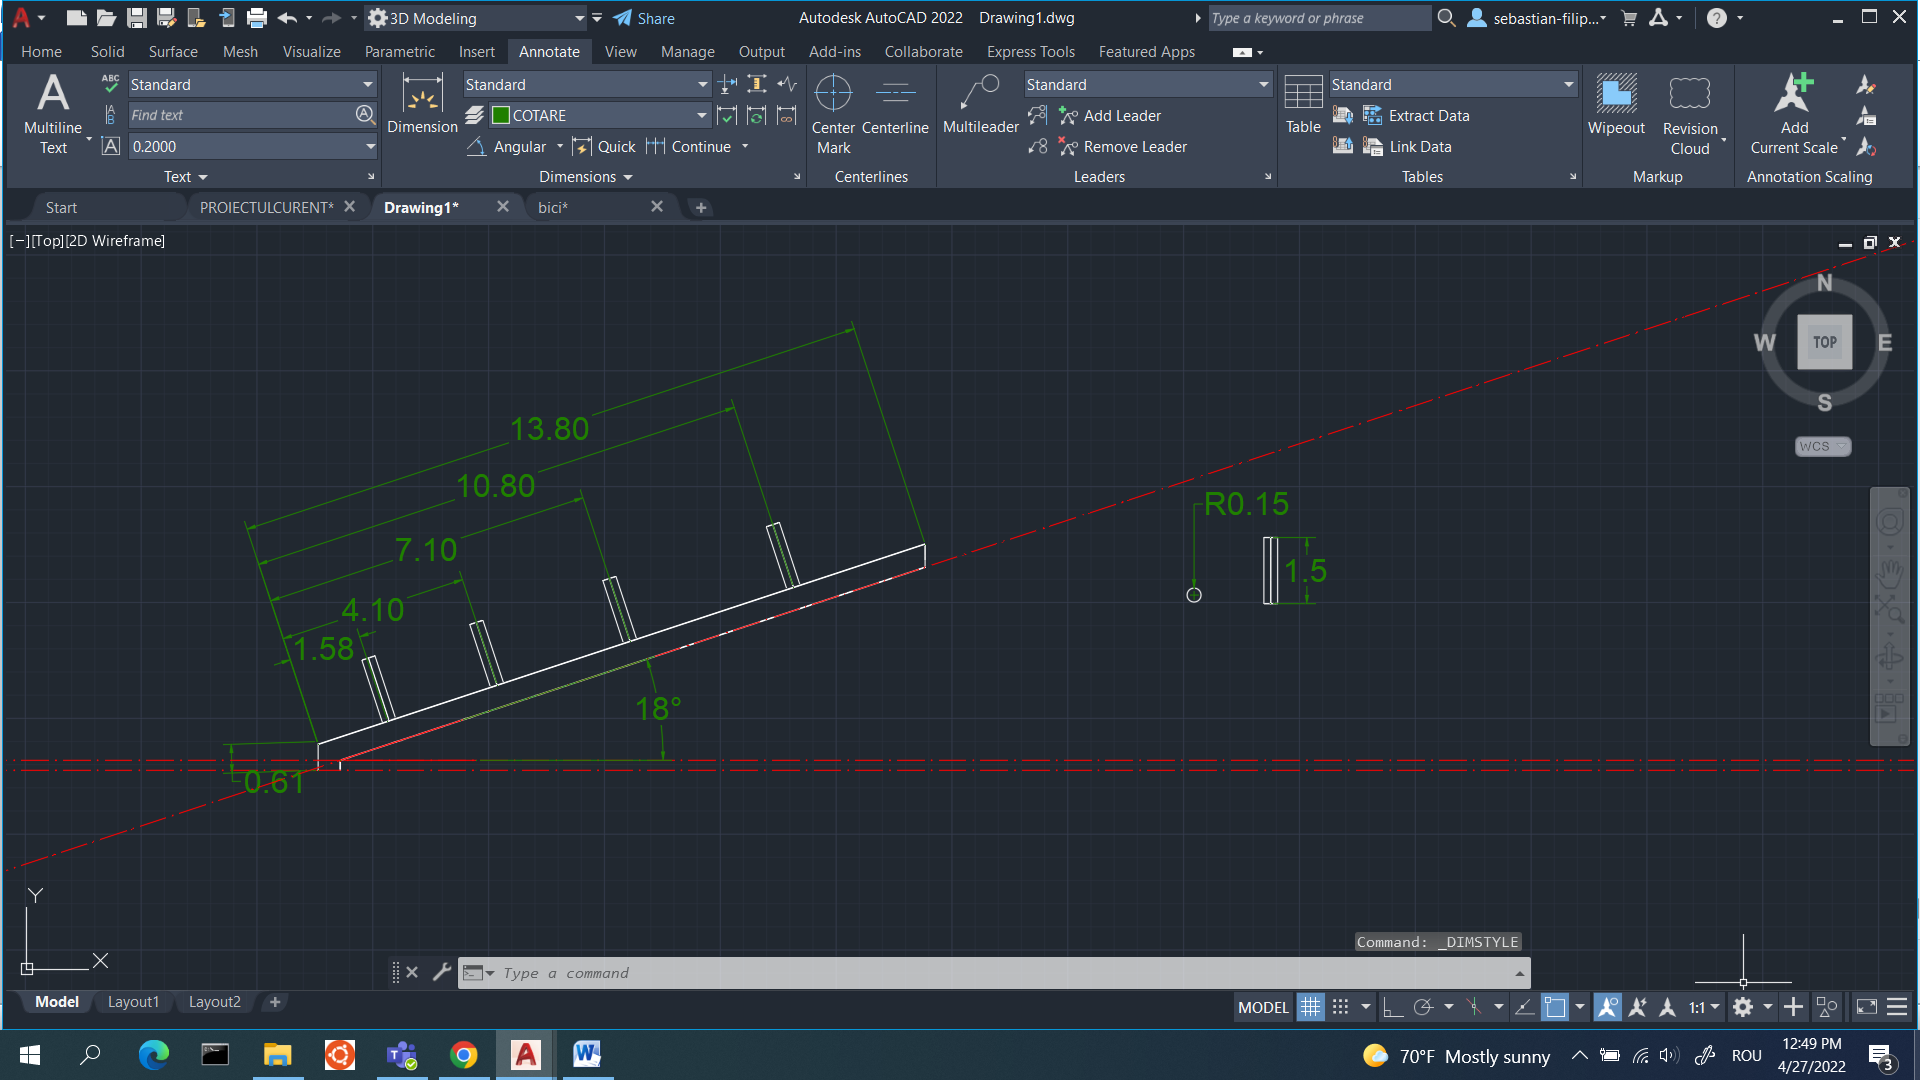 3D Modeling
Share
Autodesk AutoCAD 2022 Drawing1.dwg
Type a keyword or phrase
sebastian-filip...
Home Solid Surface Mesh Visualize Parametric Insert Annotate View Manage Output Add-ins Collaborate Express Tools Featured Apps
A
Multiline
Text
ABC
Standard
Find text
0.2000
Text
Dimension
Standard
COTARE
Angular
Quick
Continue
Dimensions
Center
Mark
Centerline
Centerlines
Multileader
Standard
Add Leader
Remove Leader
Leaders
Table
Standard
Extract Data
Link Data
Tables
Wipeout
Revision
Cloud
Markup
Add
Current Scale
Annotation Scaling
Start
PROIECTULCURENT*
Drawing1*
bici*
[−][Top][2D Wireframe]
N
W
TOP
E
S
WCS
13.80
10.80
7.10
4.10
1.58
0.61
18°
R0.15
1.5
Y
X
Command: _DIMSTYLE
Type a command
Model
Layout1
Layout2
MODEL
1:1
70°F Mostly sunny
ROU
12:49 PM
4/27/2022
3